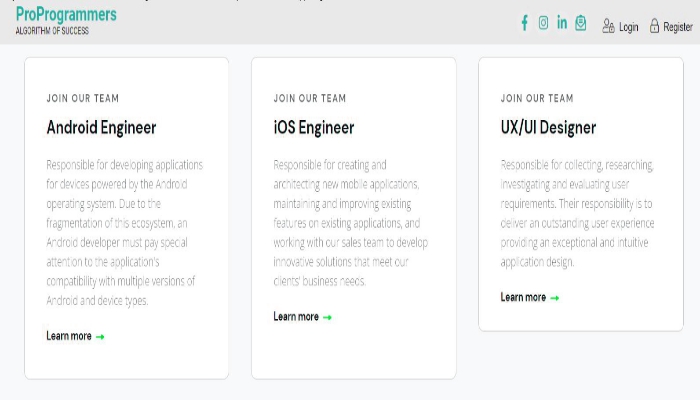 ProProgrammers
ALGORITHM OF SUCCESS
Login
Register
JOIN OUR TEAM
Android Engineer
Responsible for developing applications
for devices powered by the Android
operating system. Due to the
fragmentation of this ecosystem, an
Android developer must pay special
attention to the application's
compatibility with multiple versions of
Android and device types.
Learn more →
JOIN OUR TEAM
iOS Engineer
Responsible for creating and
architecting new mobile applications,
maintaining and improving existing
features on existing applications, and
working with our sales team to develop
innovative solutions that meet our
clients' business needs.
Learn more →
JOIN OUR TEAM
UX/UI Designer
Responsible for collecting, researching,
investigating and evaluating user
requirements. Their responsibility is to
deliver an outstanding user experience
providing an exceptional and intuitive
application design.
Learn more →